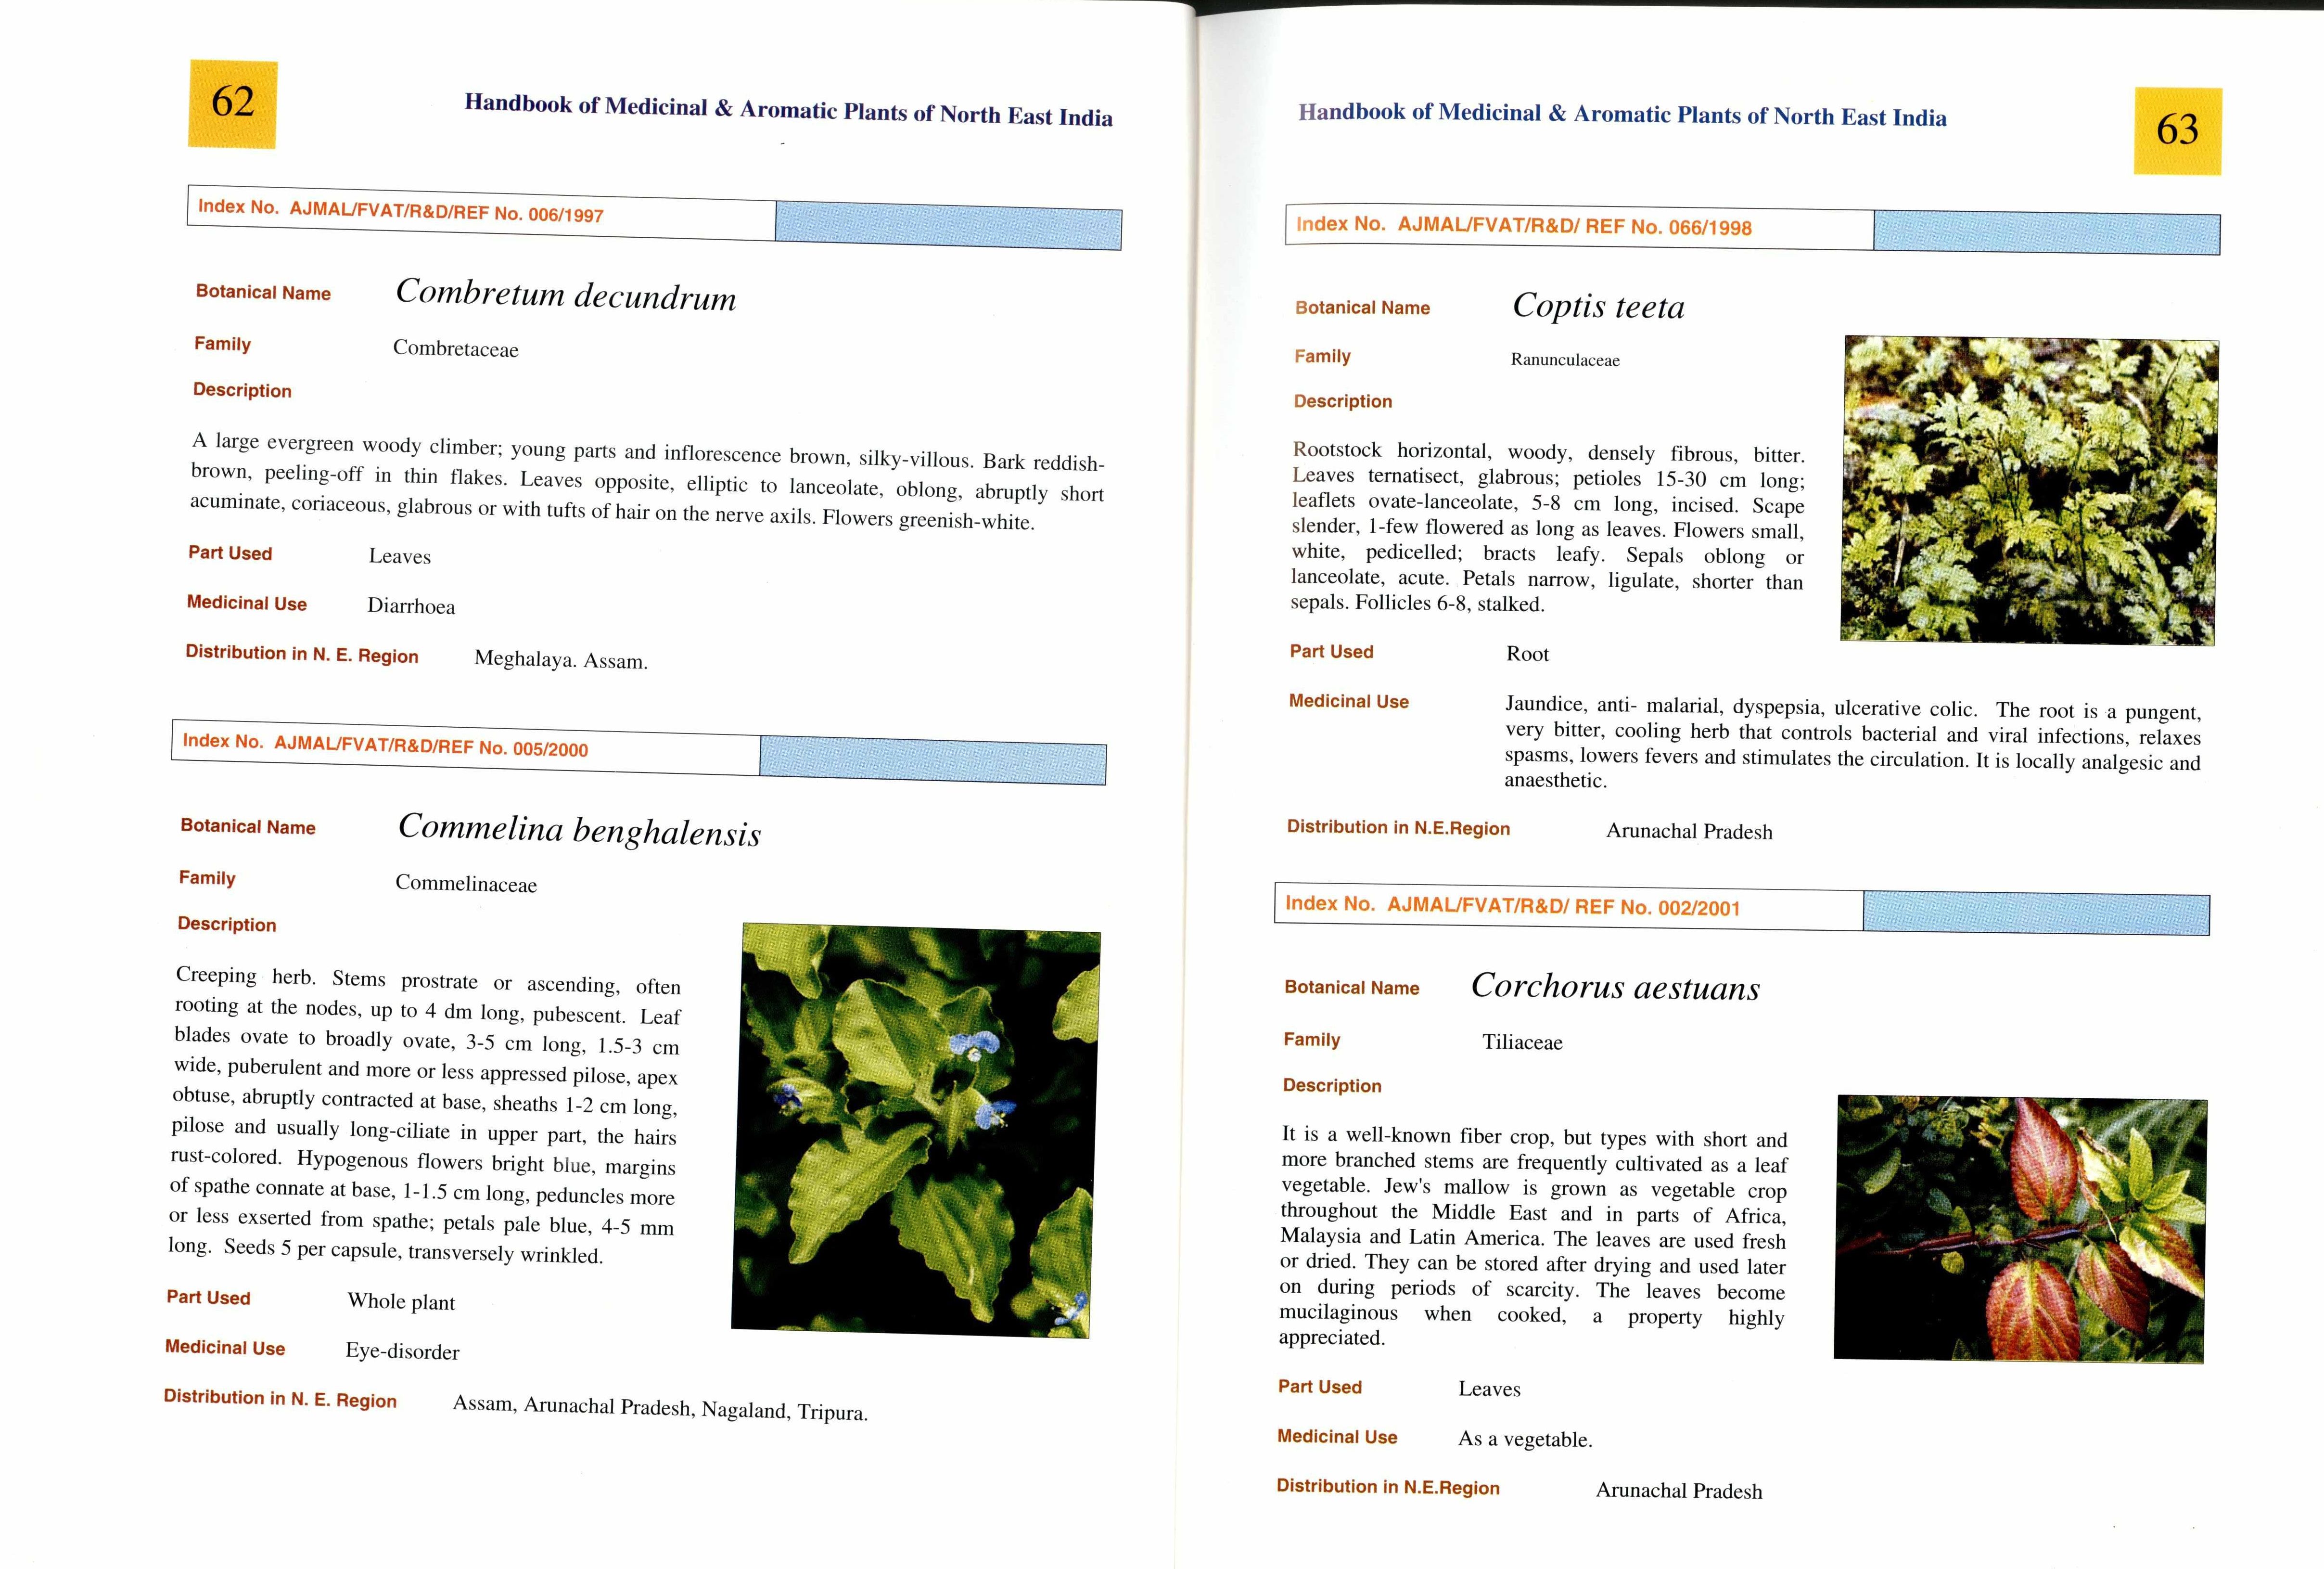 62
Handbook of Medicinal & Aromatic Plants of North East India
Index No. AJMAL/FVAT/R&D/REF No. 006/1997
Botanical Name Combretum decundrum
Family Combretaceae
Description
A large evergreen woody climber; young parts and inflorescence brown, silky-villous. Bark reddish-
brown, peeling-off in thin flakes. Leaves opposite, elliptic to lanceolate, oblong, abruptly short
acuminate, coriaceous, glabrous or with tufts of hair on the nerve axils. Flowers greenish-white.
Part Used Leaves
Medicinal Use Diarrhoea
Distribution in N. E. Region Meghalaya. Assam.
Index No. AJMAL/FVAT/R&D/REF No. 005/2000
Botanical Name Commelina benghalensis
Family Commelinaceae
Description
Creeping herb. Stems prostrate or ascending, often
rooting at the nodes, up to 4 dm long, pubescent. Leaf
blades ovate to broadly ovate, 3-5 cm long, 1.5-3 cm
wide, puberulent and more or less appressed pilose, apex
obtuse, abruptly contracted at base, sheaths 1-2 cm long,
pilose and usually long-ciliate in upper part, the hairs
rust-colored. Hypogenous flowers bright blue, margins
of spathe connate at base, 1-1.5 cm long, peduncles more
or less exserted from spathe; petals pale blue, 4-5 mm
long. Seeds 5 per capsule, transversely wrinkled.
Part Used Whole plant
Medicinal Use Eye-disorder
Distribution in N. E. Region Assam, Arunachal Pradesh, Nagaland, Tripura.
Handbook of Medicinal & Aromatic Plants of North East India
63
Index No. AJMAL/FVAT/R&D/ REF No. 066/1998
Botanical Name Coptis teeta
Family Ranunculaceae
Description
Rootstock horizontal, woody, densely fibrous, bitter.
Leaves ternatisect, glabrous; petioles 15-30 cm long;
leaflets ovate-lanceolate, 5-8 cm long, incised. Scape
slender, 1-few flowered as long as leaves. Flowers small,
white, pedicelled; bracts leafy. Sepals oblong or
lanceolate, acute. Petals narrow, ligulate, shorter than
sepals. Follicles 6-8, stalked.
Part Used Root
Medicinal Use Jaundice, anti- malarial, dyspepsia, ulcerative colic. The root is a pungent,
very bitter, cooling herb that controls bacterial and viral infections, relaxes
spasms, lowers fevers and stimulates the circulation. It is locally analgesic and
anaesthetic.
Distribution in N.E.Region Arunachal Pradesh
Index No. AJMAL/FVAT/R&D/ REF No. 002/2001
Botanical Name Corchorus aestuans
Family Tiliaceae
Description
It is a well-known fiber crop, but types with short and
more branched stems are frequently cultivated as a leaf
vegetable. Jew's mallow is grown as vegetable crop
throughout the Middle East and in parts of Africa,
Malaysia and Latin America. The leaves are used fresh
or dried. They can be stored after drying and used later
on during periods of scarcity. The leaves become
mucilaginous when cooked, a property highly
appreciated.
Part Used Leaves
Medicinal Use As a vegetable.
Distribution in N.E.Region Arunachal Pradesh